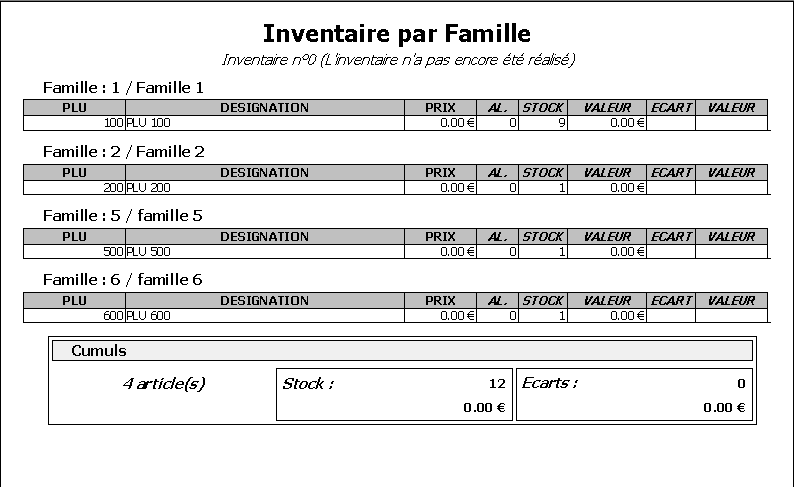 Inventaire par Famille
Inventaire n°0 (L'inventaire n'a pas encore été réalisé)
Famille : 1 / Famille 1
PLU DESIGNATION PRIX AL. STOCK VALEUR ECART VALEUR
100 PLU 100 0.00 € 0 9 0.00 €
Famille : 2 / Famille 2
PLU DESIGNATION PRIX AL. STOCK VALEUR ECART VALEUR
200 PLU 200 0.00 € 0 1 0.00 €
Famille : 5 / famille 5
PLU DESIGNATION PRIX AL. STOCK VALEUR ECART VALEUR
500 PLU 500 0.00 € 0 1 0.00 €
Famille : 6 / famille 6
PLU DESIGNATION PRIX AL. STOCK VALEUR ECART VALEUR
600 PLU 600 0.00 € 0 1 0.00 €
Cumuls
4 article(s) Stock : 12 Ecarts : 0
0.00 € 0.00 €